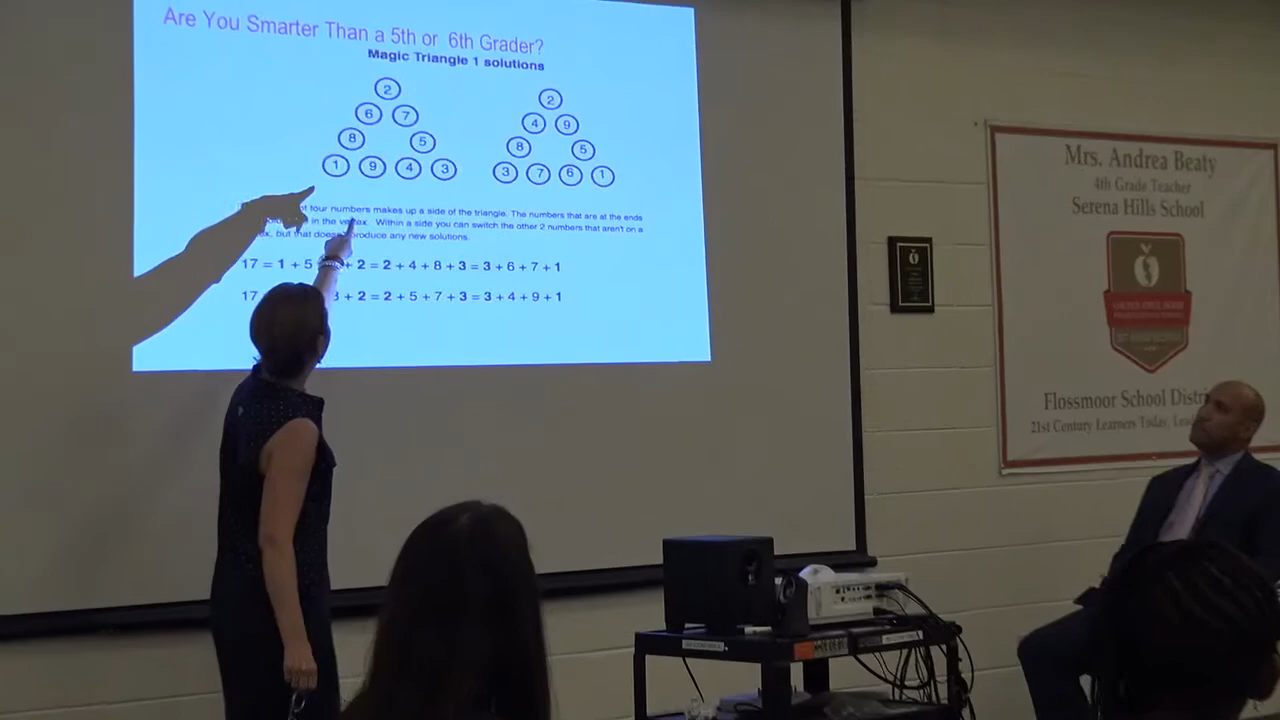 Are You Smarter Than a 5th or 6th Grader?
Magic Triangle 1 solutions
2
6 7
8 5
1 9 4 3
2
4 9
8 5
3 7 6 1
four numbers makes up a side of the triangle. The numbers that are at the ends
in the vertex. Within a side you can switch the other 2 numbers that aren't on a
but that doesn't produce any new solutions.
17 = 1 + 5 + 2 = 2 + 4 + 8 + 3 = 3 + 6 + 7 + 1
17 3 + 2 = 2 + 5 + 7 + 3 = 3 + 4 + 9 + 1
Mrs. Andrea Beaty
4th Grade Teacher
Serena Hills School
Flossmoor School Distri
21st Century Learners Today, Lea